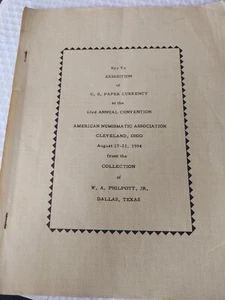 EXHIBITION
of
U. S. PAPER CURRENCY
at the
63rd ANNUAL CONVENTION
AMERICAN NUMISMATIC ASSOCIATION
CLEVELAND, OHIO
August 17-21, 1954
from the
COLLECTION
of
W. A. PHILPOTT, JR.
DALLAS, TEXAS